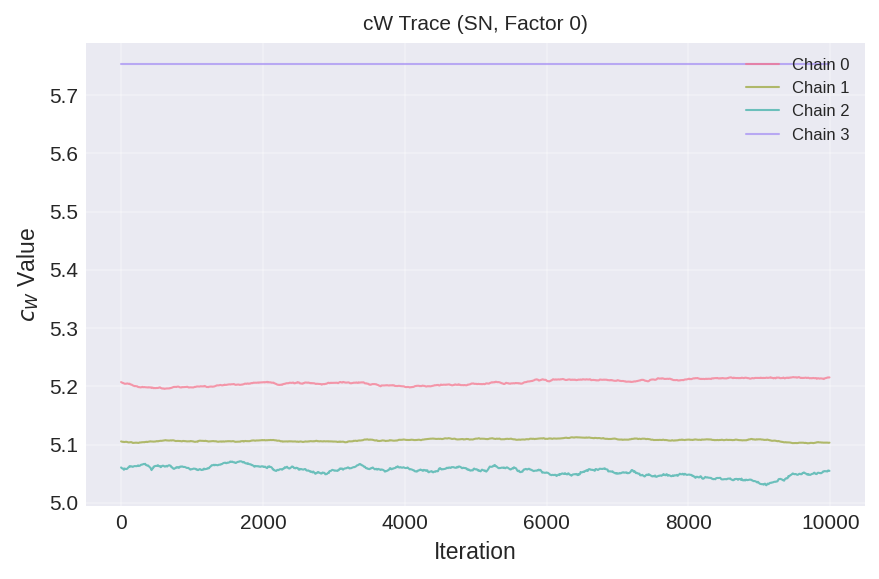 cW Trace (SN, Factor 0)
Chain 0
Chain 1
Chain 2
Chain 3
c_W Value
5.7
5.6
5.5
5.4
5.3
5.2
5.1
5.0
0 2000 4000 6000 8000 10000
Iteration